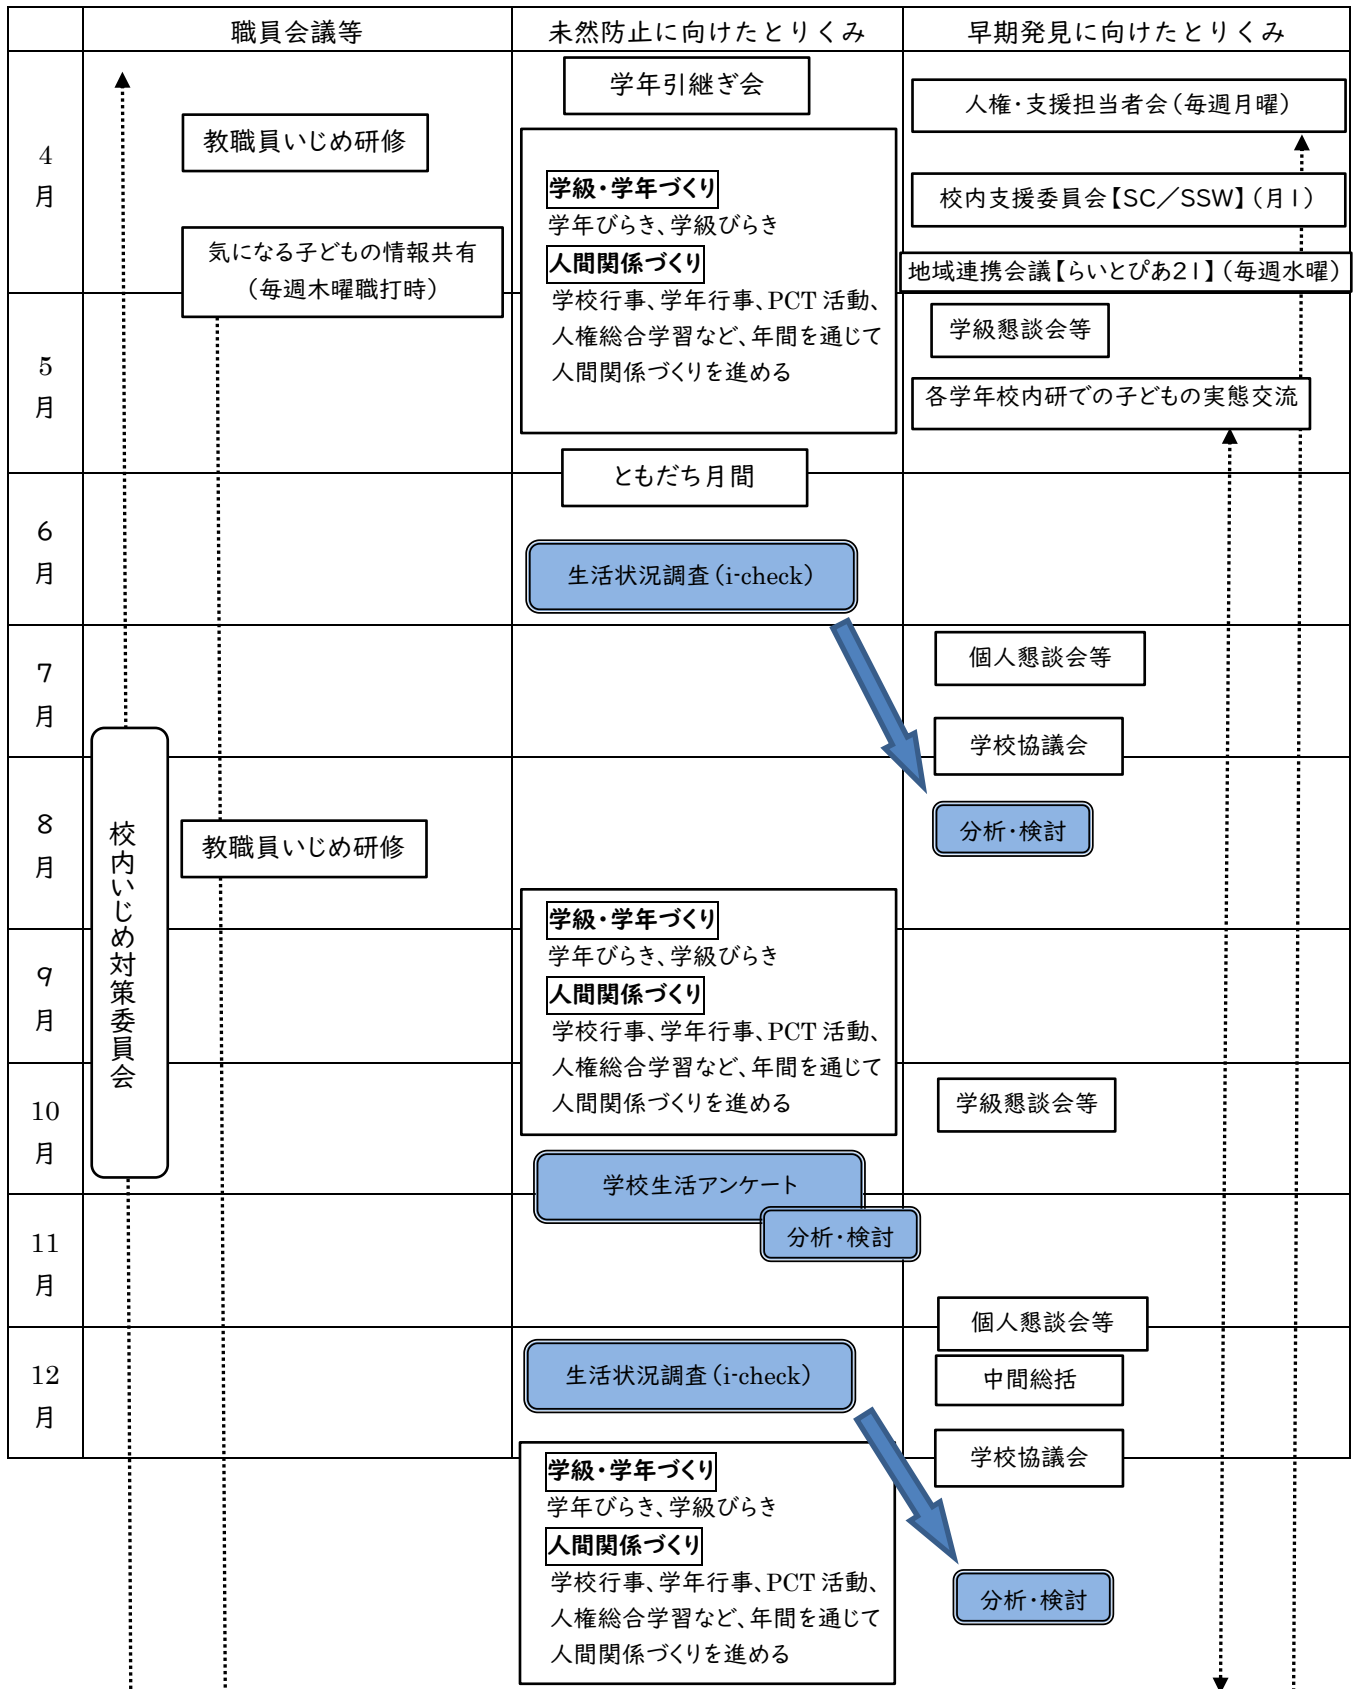 職員会議等
未然防止に向けたとりくみ
早期発見に向けたとりくみ
4
月
教職員いじめ研修
気になる子どもの情報共有
(毎週木曜職打時)
学年引継ぎ会
学級・学年づくり
学年びらき、学級びらき
人間関係づくり
学校行事、学年行事、PCT 活動、
人権総合学習など、年間を通じて
人間関係づくりを進める
人権・支援担当者会(毎週月曜)
校内支援委員会【SC/SSW】(月1)
地域連携会議【らいとぴあ21】(毎週水曜)
5
月
学級懇談会等
各学年校内研での子どもの実態交流
ともだち月間
6
月
生活状況調査(i-check)
7
月
個人懇談会等
学校協議会
校内いじめ対策委員会
8
月
教職員いじめ研修
分析・検討
学級・学年づくり
学年びらき、学級びらき
人間関係づくり
学校行事、学年行事、PCT 活動、
人権総合学習など、年間を通じて
人間関係づくりを進める
9
月
10
月
学級懇談会等
学校生活アンケート
分析・検討
11
月
個人懇談会等
12
月
生活状況調査(i-check)
中間総括
学校協議会
学級・学年づくり
学年びらき、学級びらき
人間関係づくり
学校行事、学年行事、PCT 活動、
人権総合学習など、年間を通じて
人間関係づくりを進める
分析・検討